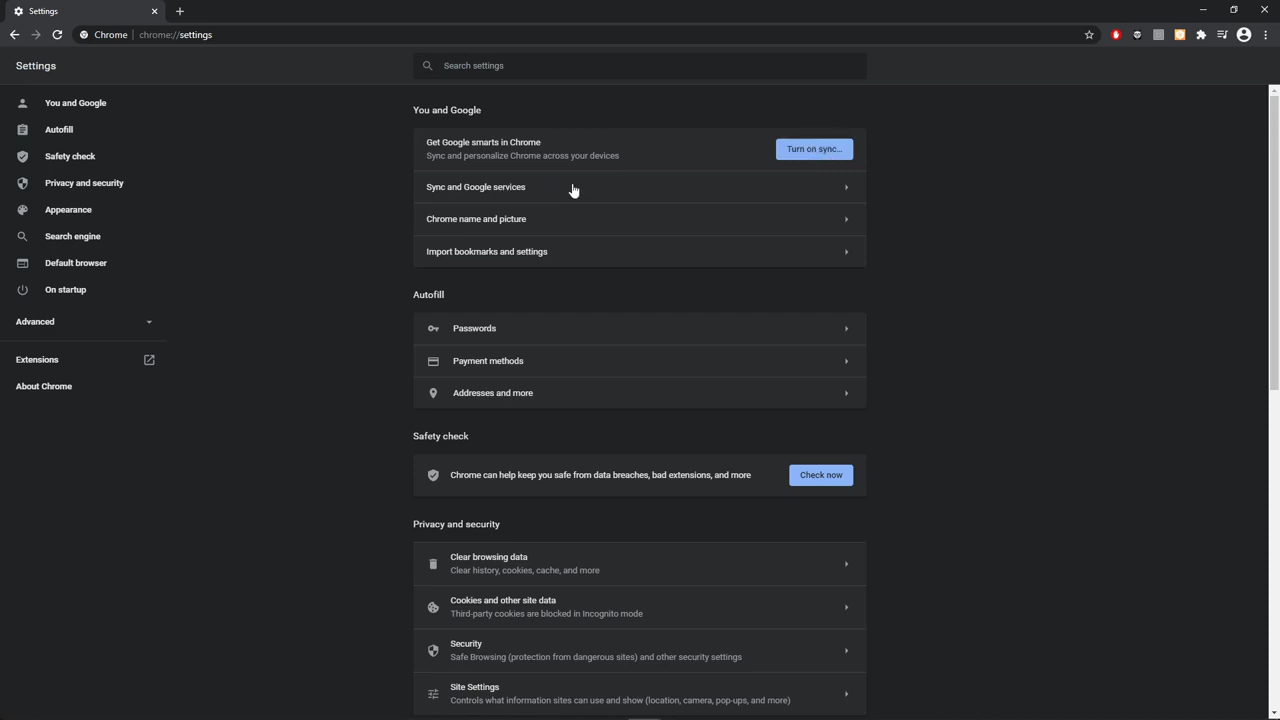 Settings
Chrome chrome://settings
Settings
Search settings
You and Google
Autofill
Safety check
Privacy and security
Appearance
Search engine
Default browser
On startup
Advanced
Extensions
About Chrome
You and Google
Get Google smarts in Chrome
Sync and personalize Chrome across your devices
Turn on sync...
Sync and Google services
Chrome name and picture
Import bookmarks and settings
Autofill
Passwords
Payment methods
Addresses and more
Safety check
Chrome can help keep you safe from data breaches, bad extensions, and more
Check now
Privacy and security
Clear browsing data
Clear history, cookies, cache, and more
Cookies and other site data
Third-party cookies are blocked in Incognito mode
Security
Safe Browsing (protection from dangerous sites) and other security settings
Site Settings
Controls what information sites can use and show (location, camera, pop-ups, and more)